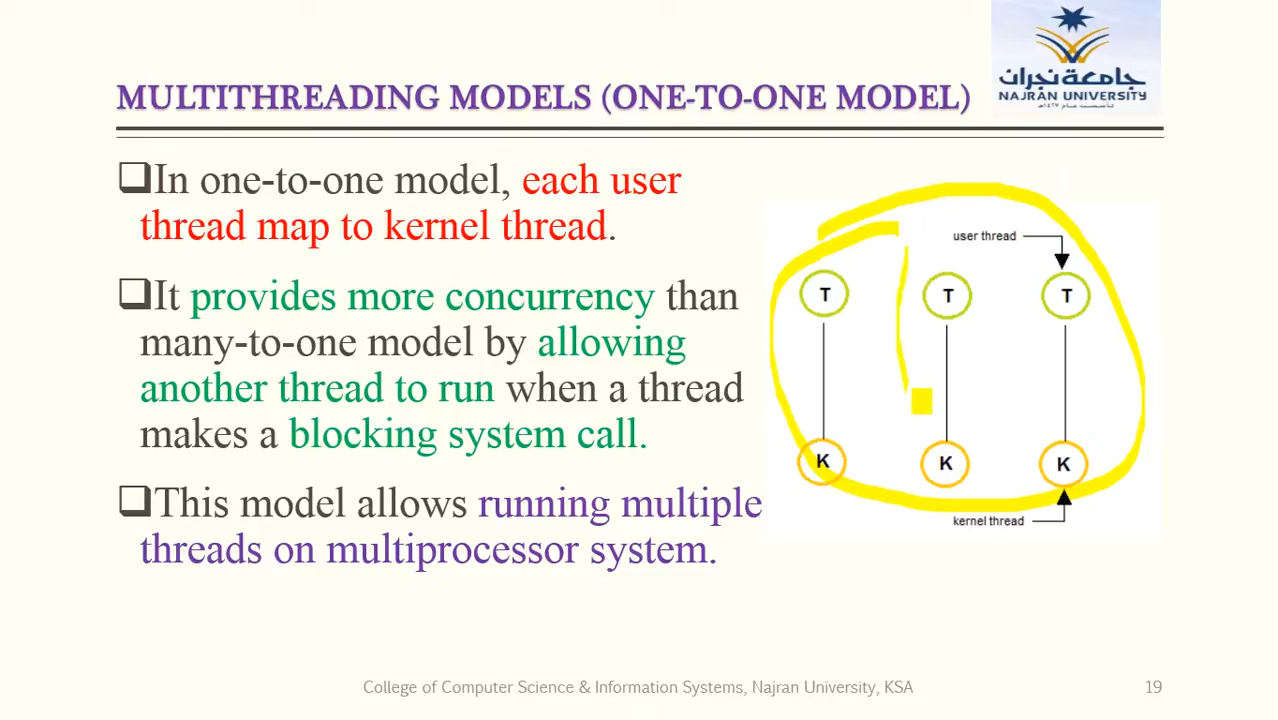 MULTITHREADING MODELS (ONE-TO-ONE MODEL)
جامعة نجران
NAJRAN UNIVERSITY
In one-to-one model, each user
thread map to kernel thread.
It provides more concurrency than
many-to-one model by allowing
another thread to run when a thread
makes a blocking system call.
This model allows running multiple
threads on multiprocessor system.
user thread
T T T
K K K
kernel thread
College of Computer Science & Information Systems, Najran University, KSA
19